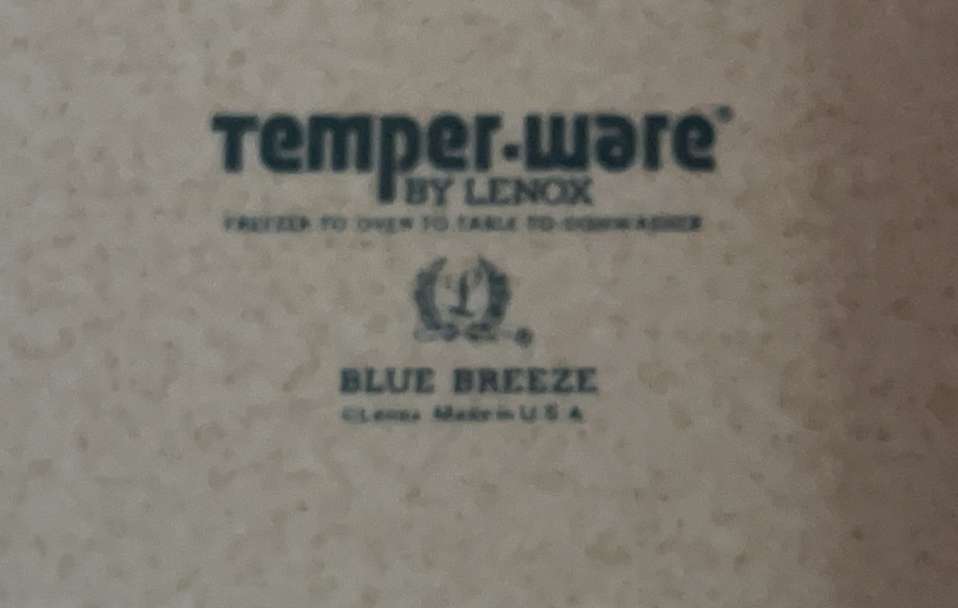 Temper-ware®
BY LENOX
FREEZER TO OVEN TO TABLE TO DISHWASHER
L ®
BLUE BREEZE
©Lenox Made in U S A